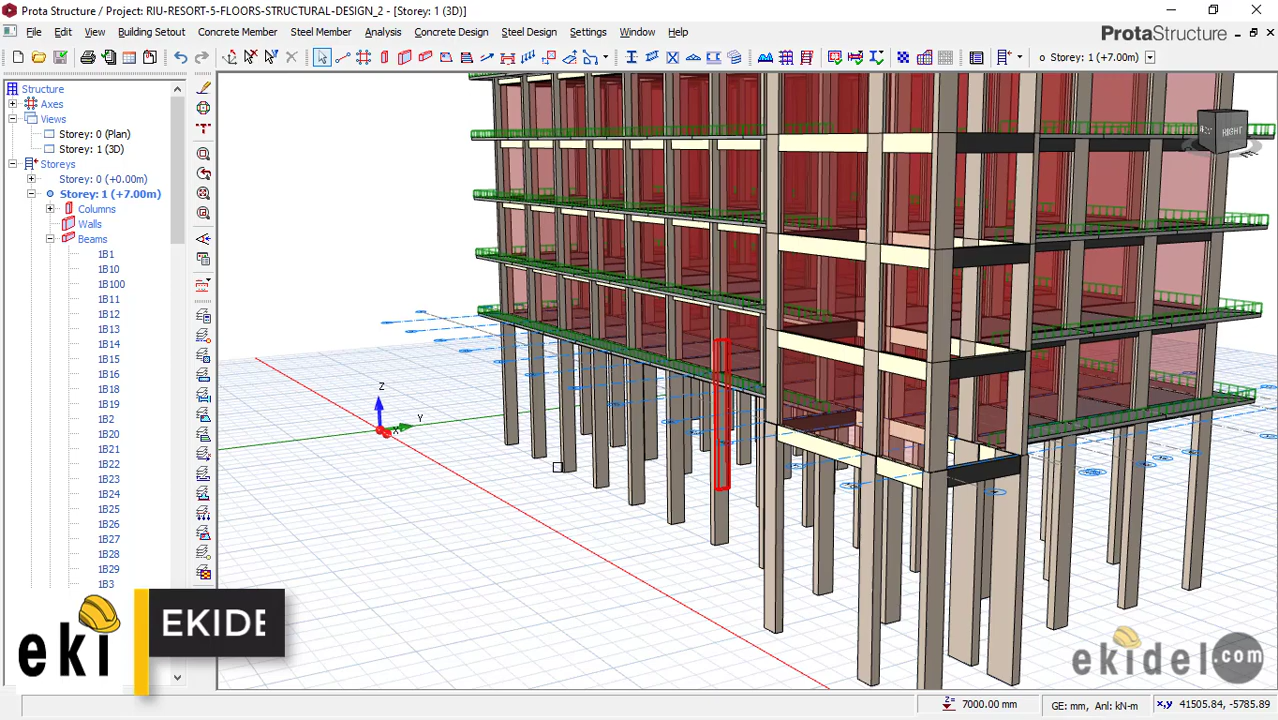 Prota Structure / Project: RIU-RESORT-5-FLOORS-STRUCTURAL-DESIGN_2 - [Storey: 1 (3D)]
File Edit View Building Setout Concrete Member Steel Member Analysis Concrete Design Steel Design Settings Window Help
ProtaStructure
Storey: 1 (+7.00m)
Structure
Axes
Views
Storey: 0 (Plan)
Storey: 1 (3D)
Storeys
Storey: 0 (+0.00m)
Storey: 1 (+7.00m)
Columns
Walls
Beams
1B1
1B10
1B100
1B11
1B12
1B13
1B14
1B15
1B16
1B18
1B19
1B2
1B20
1B21
1B22
1B23
1B24
1B25
1B26
1B27
1B28
1B29
1B3
RIGHT
Z
Y
X
eki
EKIDE
ekidel.com
Z= 7000.00 mm
GE: mm, Anl: kN-m
x,y 41505.84, -5785.89